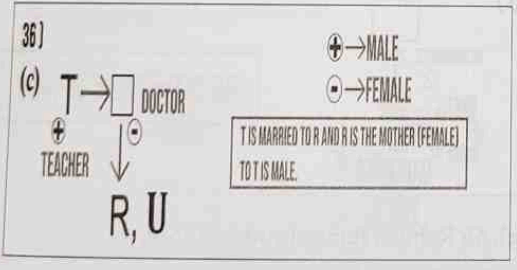 36)
⊕→MALE
(c) T→□ DOCTOR
⊖→FEMALE
⊕ ⊖
TEACHER
T IS MARRIED TO R AND R IS THE MOTHER (FEMALE)
TO T IS MALE.
R, U